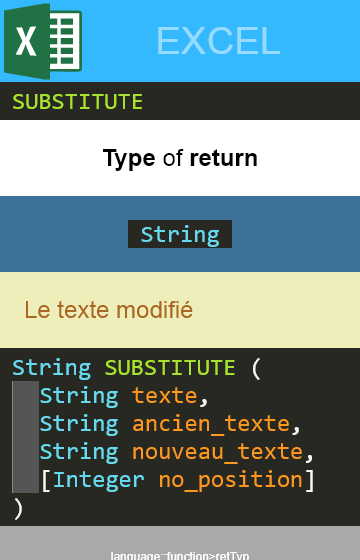 X
EXCEL
SUBSTITUTE
Type of return
String
Le texte modifié
String SUBSTITUTE (
String texte,
String ancien_texte,
String nouveau_texte,
[Integer no_position]
)
language::function>retTyp